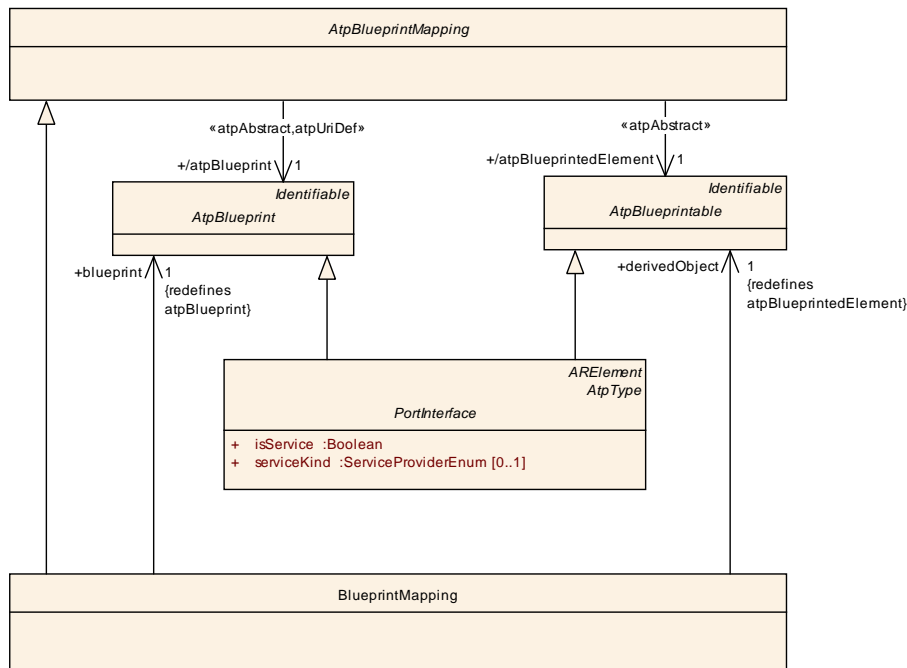 AtpBlueprintMapping
«atpAbstract,atpUriDef»
«atpAbstract»
+/atpBlueprint 1
+/atpBlueprintedElement 1
Identifiable
AtpBlueprint
Identifiable
AtpBlueprintable
+blueprint 1
{redefines
atpBlueprint}
+derivedObject 1
{redefines
atpBlueprintedElement}
ARElement
AtpType
PortInterface
+ isService :Boolean
+ serviceKind :ServiceProviderEnum [0..1]
BlueprintMapping